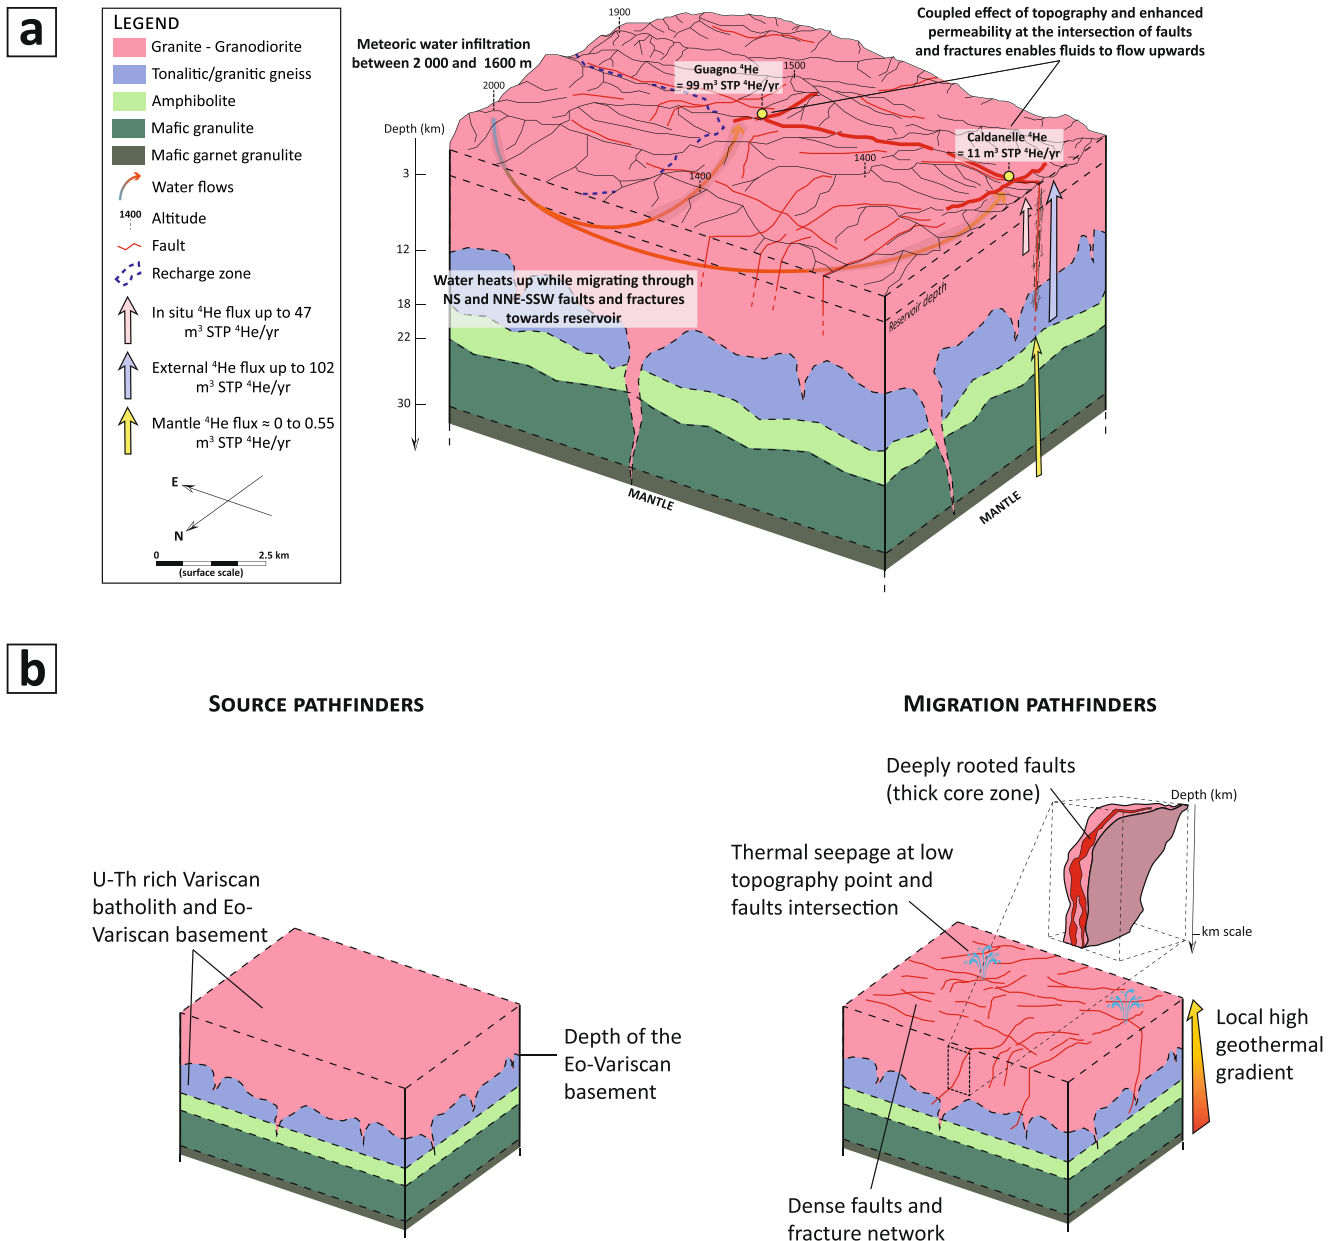 a
LEGEND
Granite - Granodiorite
Tonalitic/granitic gneiss
Amphibolite
Mafic granulite
Mafic garnet granulite
Water flows
1400
Altitude
Fault
Recharge zone
In situ ⁴He flux up to 47
m³ STP ⁴He/yr
External ⁴He flux up to 102
m³ STP ⁴He/yr
Mantle ⁴He flux ≈ 0 to 0.55
m³ STP ⁴He/yr
E
N
0
2.5 km
(surface scale)
Meteoric water infiltration
between 2 000 and 1600 m
1900
2000
Coupled effect of topography and enhanced
permeability at the intersection of faults
and fractures enables fluids to flow upwards
Guagno ⁴He
= 99 m³ STP ⁴He/yr
1500
Caldanelle ⁴He
= 11 m³ STP ⁴He/yr
1400
1400
Depth (km)
3
12
18
22
30
Water heats up while migrating through
NS and NNE-SSW faults and fractures
towards reservoir
Reservoir depth
MANTLE
MANTLE
b
SOURCE PATHFINDERS
U-Th rich Variscan
batholith and Eo-
Variscan basement
Depth of the
Eo-Variscan
basement
MIGRATION PATHFINDERS
Deeply rooted faults
(thick core zone)
Depth (km)
km scale
Thermal seepage at low
topography point and
faults intersection
Local high
geothermal
gradient
Dense faults and
fracture network